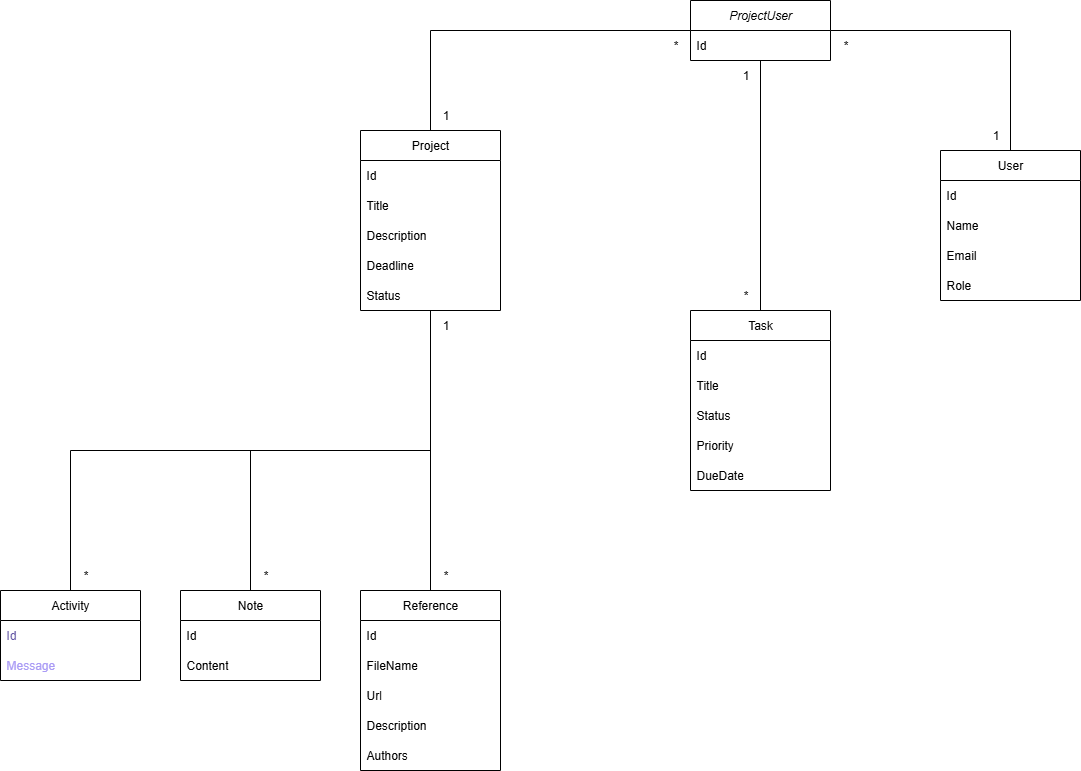 ProjectUser
* Id *
1
1
1
Project
Id
Title
Description
Deadline
Status
User
Id
Name
Email
Role
*
Task
Id
Title
Status
Priority
DueDate
1
*
*
*
Activity
Id
Message
Note
Id
Content
Reference
Id
FileName
Url
Description
Authors